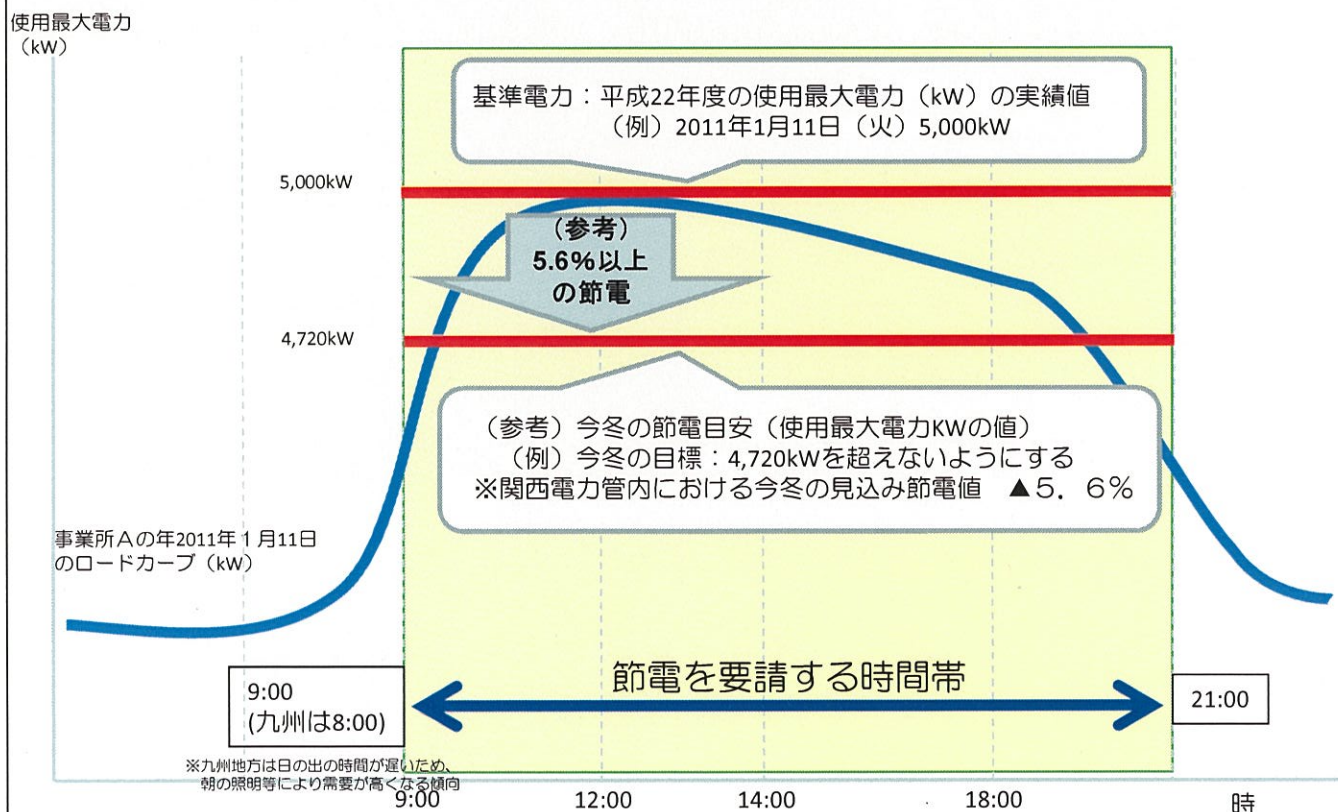 使用最大電力
（kW）
基準電力：平成22年度の使用最大電力（kW）の実績値
（例）2011年1月11日（火）5,000kW
5,000kW
（参考）
5.6%以上
の節電
4,720kW
（参考）今冬の節電目安（使用最大電力KWの値）
（例）今冬の目標：4,720kWを超えないようにする
※関西電力管内における今冬の見込み節電値　▲５．６％
事業所Ａの年2011年１月11日
のロードカーブ（kW）
節電を要請する時間帯
9:00
(九州は8:00)
21:00
※九州地方は日の出の時間が遅いため、
朝の照明等により需要が高くなる傾向
9:00
12:00
14:00
18:00
時